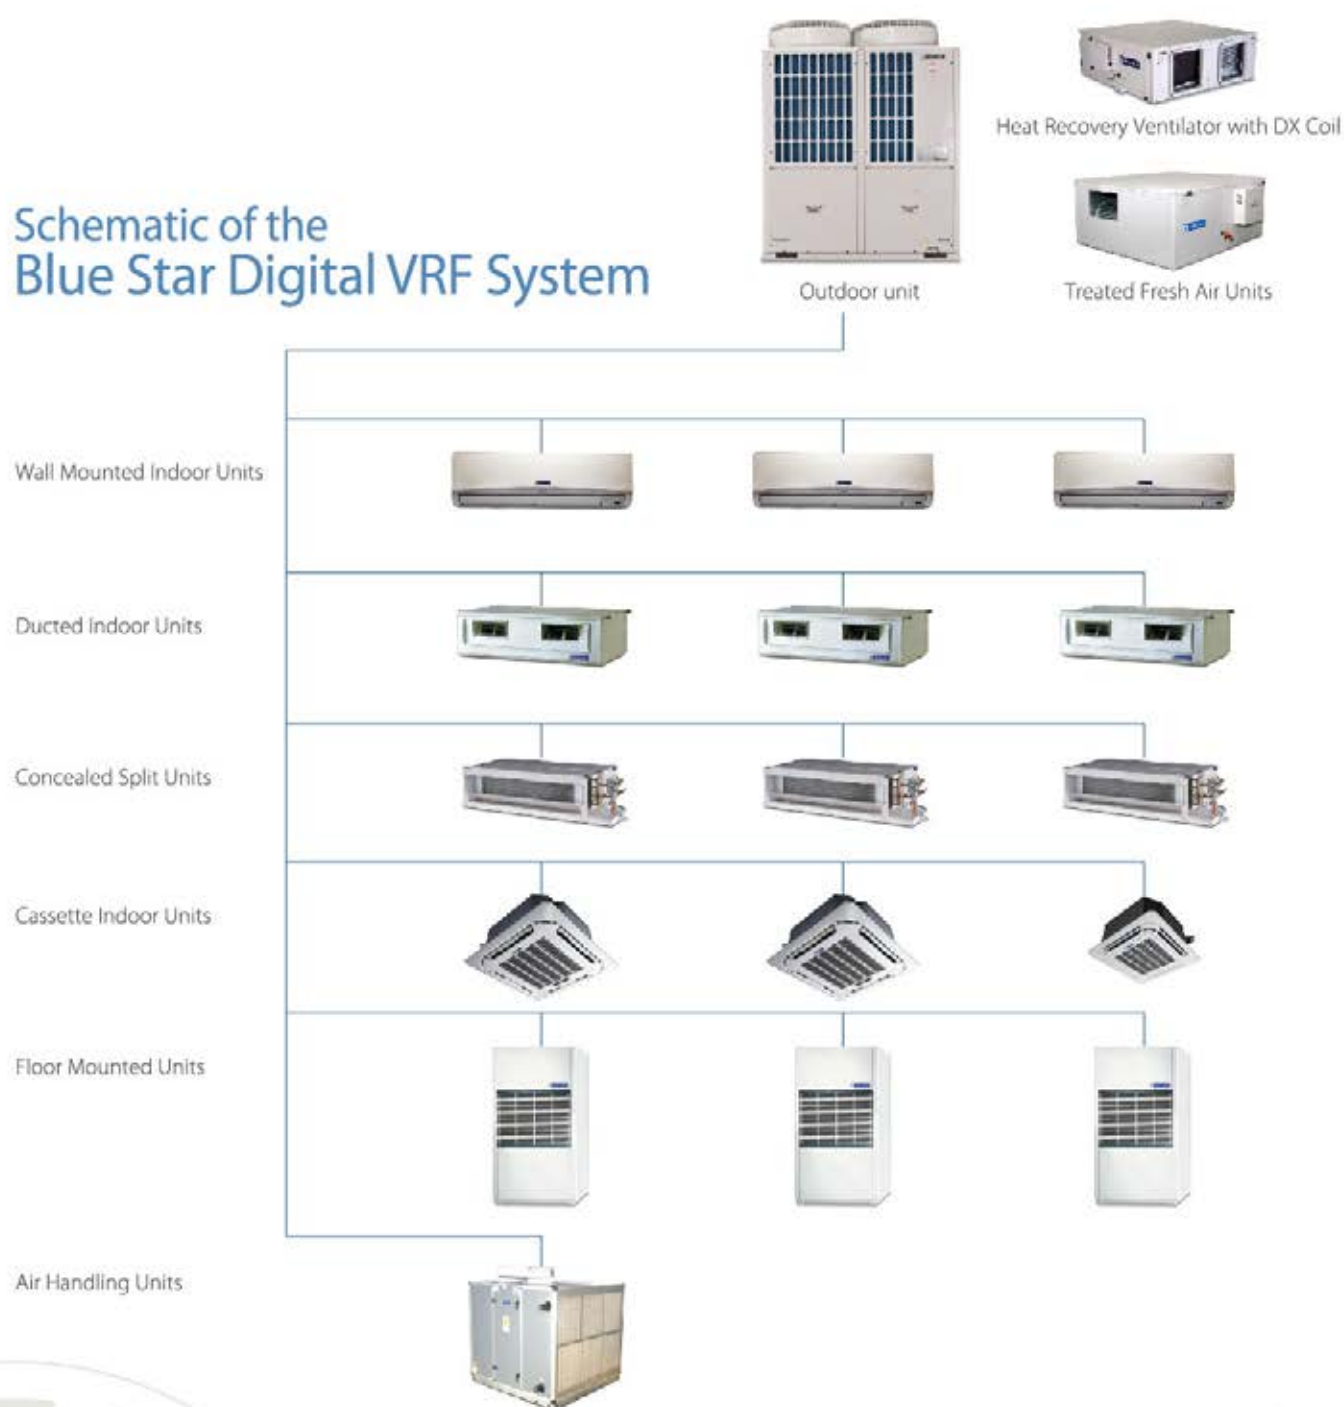 Heat Recovery Ventilator with DX Coil
Schematic of the
Blue Star Digital VRF System
Outdoor unit
Treated Fresh Air Units
Wall Mounted Indoor Units
Ducted Indoor Units
Concealed Split Units
Cassette Indoor Units
Floor Mounted Units
Air Handling Units